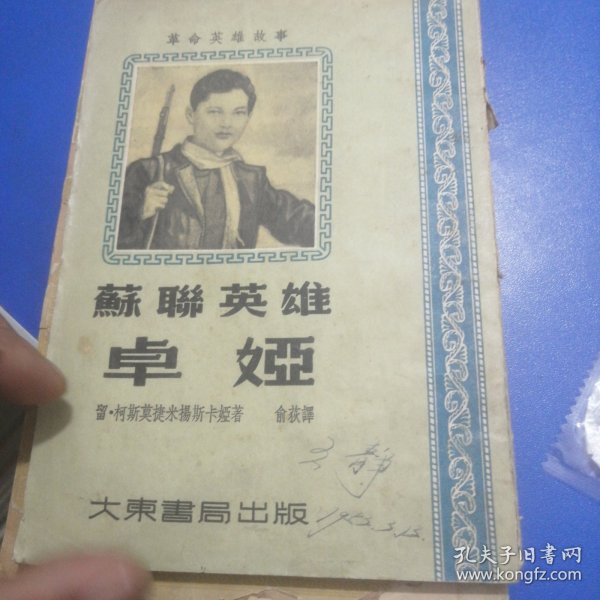 革命英雄故事
蘇聯英雄
卓婭
留·柯斯莫捷米揚斯卡婭著 俞荻譯
大東書局出版
孔夫子旧书网
www.kongfz.com